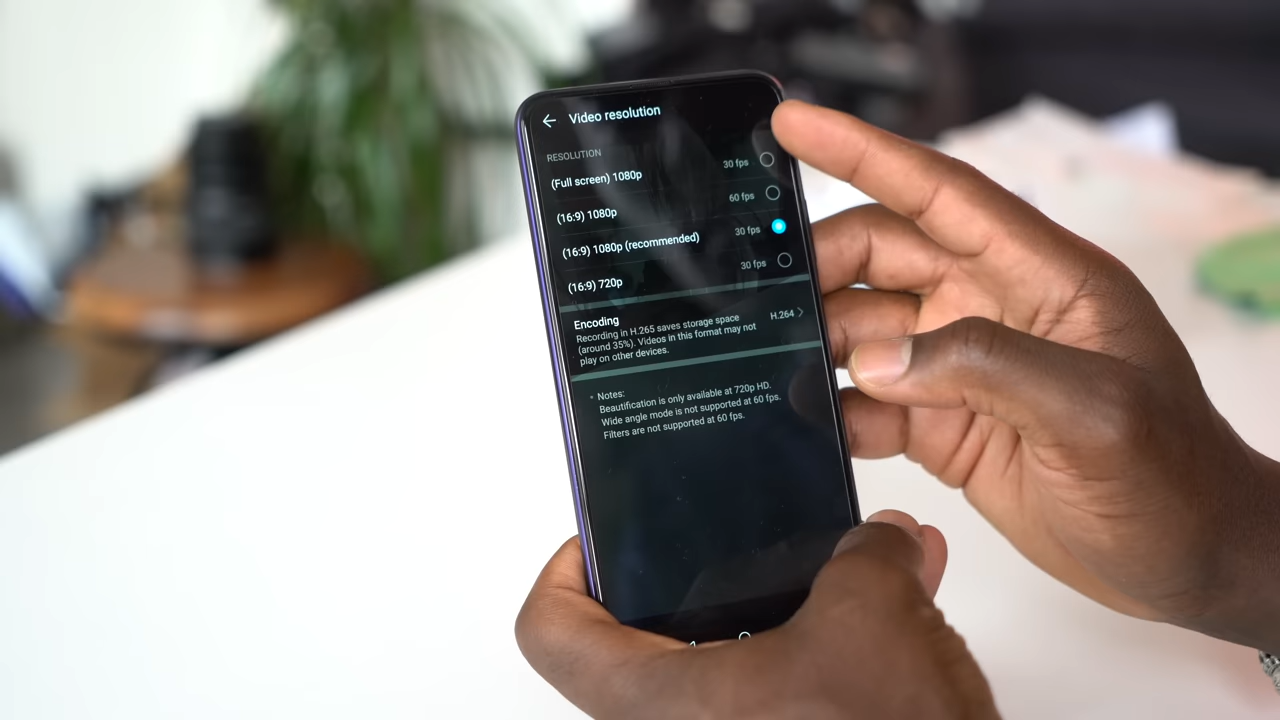 Video resolution
RESOLUTION
(Full screen) 1080p 30 fps
(16:9) 1080p 60 fps
(16:9) 1080p (recommended) 30 fps
(16:9) 720p 30 fps
Encoding
Recording in H.265 saves storage space
(around 35%). Videos in this format may not
play on other devices.
H.264
Notes:
Beautification is only available at 720p HD.
Wide angle mode is not supported at 60 fps.
Filters are not supported at 60 fps.